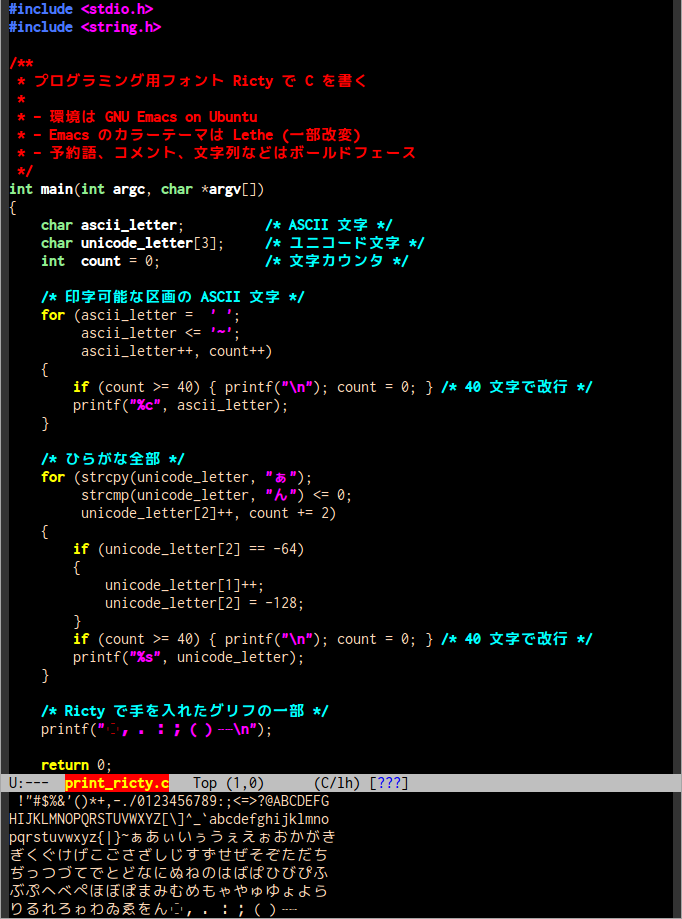 #include <stdio.h>
#include <string.h>
/**
 * プログラミング用フォント Ricty で C を書く
 *
 * - 環境は GNU Emacs on Ubuntu
 * - Emacs のカラーテーマは Lethe (一部改変)
 * - 予約語、コメント、文字列などはボールドフェース
 */
int main(int argc, char *argv[])
{
    char ascii_letter;          /* ASCII 文字 */
    char unicode_letter[3];     /* ユニコード文字 */
    int  count = 0;             /* 文字カウンタ */
    /* 印字可能な区画の ASCII 文字 */
    for (ascii_letter =  ' ';
         ascii_letter <= '~';
         ascii_letter++, count++)
    {
        if (count >= 40) { printf("\n"); count = 0; } /* 40 文字で改行 */
        printf("%c", ascii_letter);
    }
    /* ひらがな全部 */
    for (strcpy(unicode_letter, "ぁ");
         strcmp(unicode_letter, "ん") <= 0;
         unicode_letter[2]++, count += 2)
    {
        if (unicode_letter[2] == -64)
        {
            unicode_letter[1]++;
            unicode_letter[2] = -128;
        }
        if (count >= 40) { printf("\n"); count = 0; } /* 40 文字で改行 */
        printf("%s", unicode_letter);
    }
    /* Ricty で手を入れたグリフの一部 */
    printf("，．：；（）\n");
    return 0;
U:---  print_ricty.c   Top (1,0)      (C/lh) [???]
 !"#$%&'()*+,-./0123456789:;<=>?@ABCDEFG
HIJKLMNOPQRSTUVWXYZ[\]^_`abcdefghijklmno
pqrstuvwxyz{|}~ぁあぃいぅうぇえぉおかがき
ぎくぐけげこごさざしじすずせぜそぞただち
ぢっつづてでとどなにぬねのはばぱひびぴふ
ぶぷへべぺほぼぽまみむめもゃやゅゆょよら
りるれろゎわゐゑをん，．：；（）